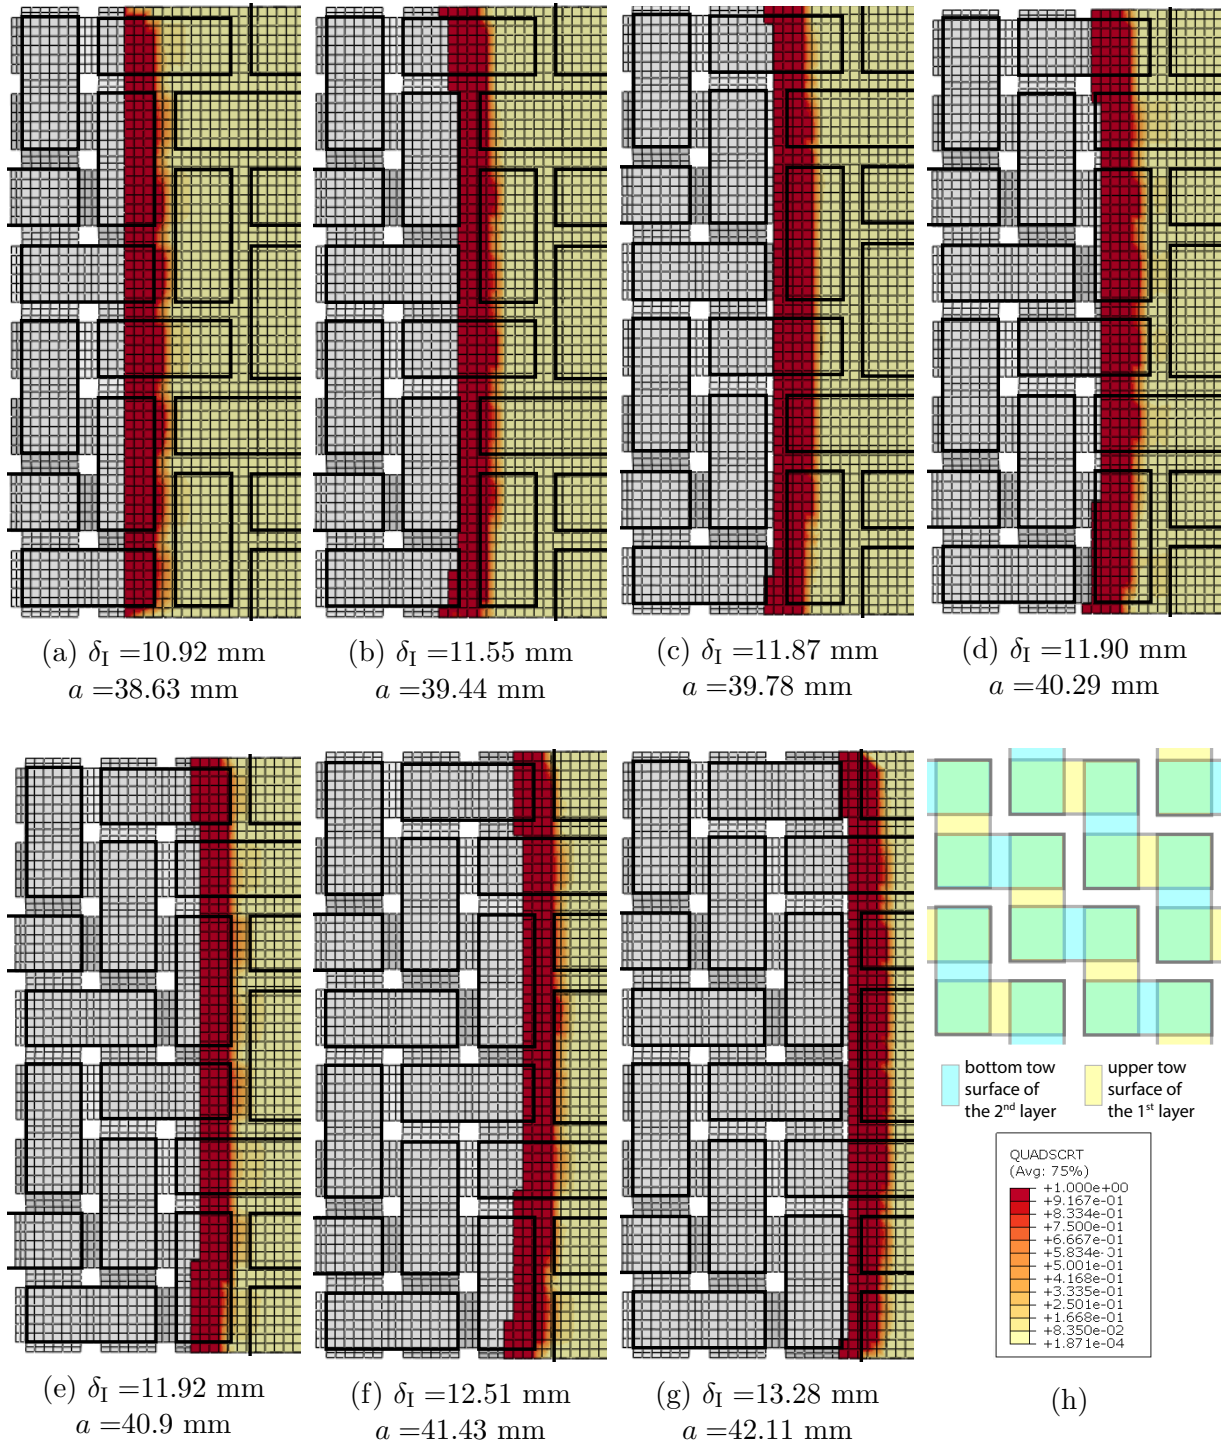 (a) δI =10.92 mm
a =38.63 mm
(b) δI =11.55 mm
a =39.44 mm
(c) δI =11.87 mm
a =39.78 mm
(d) δI =11.90 mm
a =40.29 mm
(e) δI =11.92 mm
a =40.9 mm
(f) δI =12.51 mm
a =41.43 mm
(g) δI =13.28 mm
a =42.11 mm
bottom tow
surface of
the 2nd layer
upper tow
surface of
the 1st layer
QUADSCRT
(Avg: 75%)
+1.000e+00
+9.167e-01
+8.334e-01
+7.500e-01
+6.667e-01
+5.834e-01
+5.001e-01
+4.168e-01
+3.335e-01
+2.501e-01
+1.668e-01
+8.350e-02
+1.871e-04
(h)